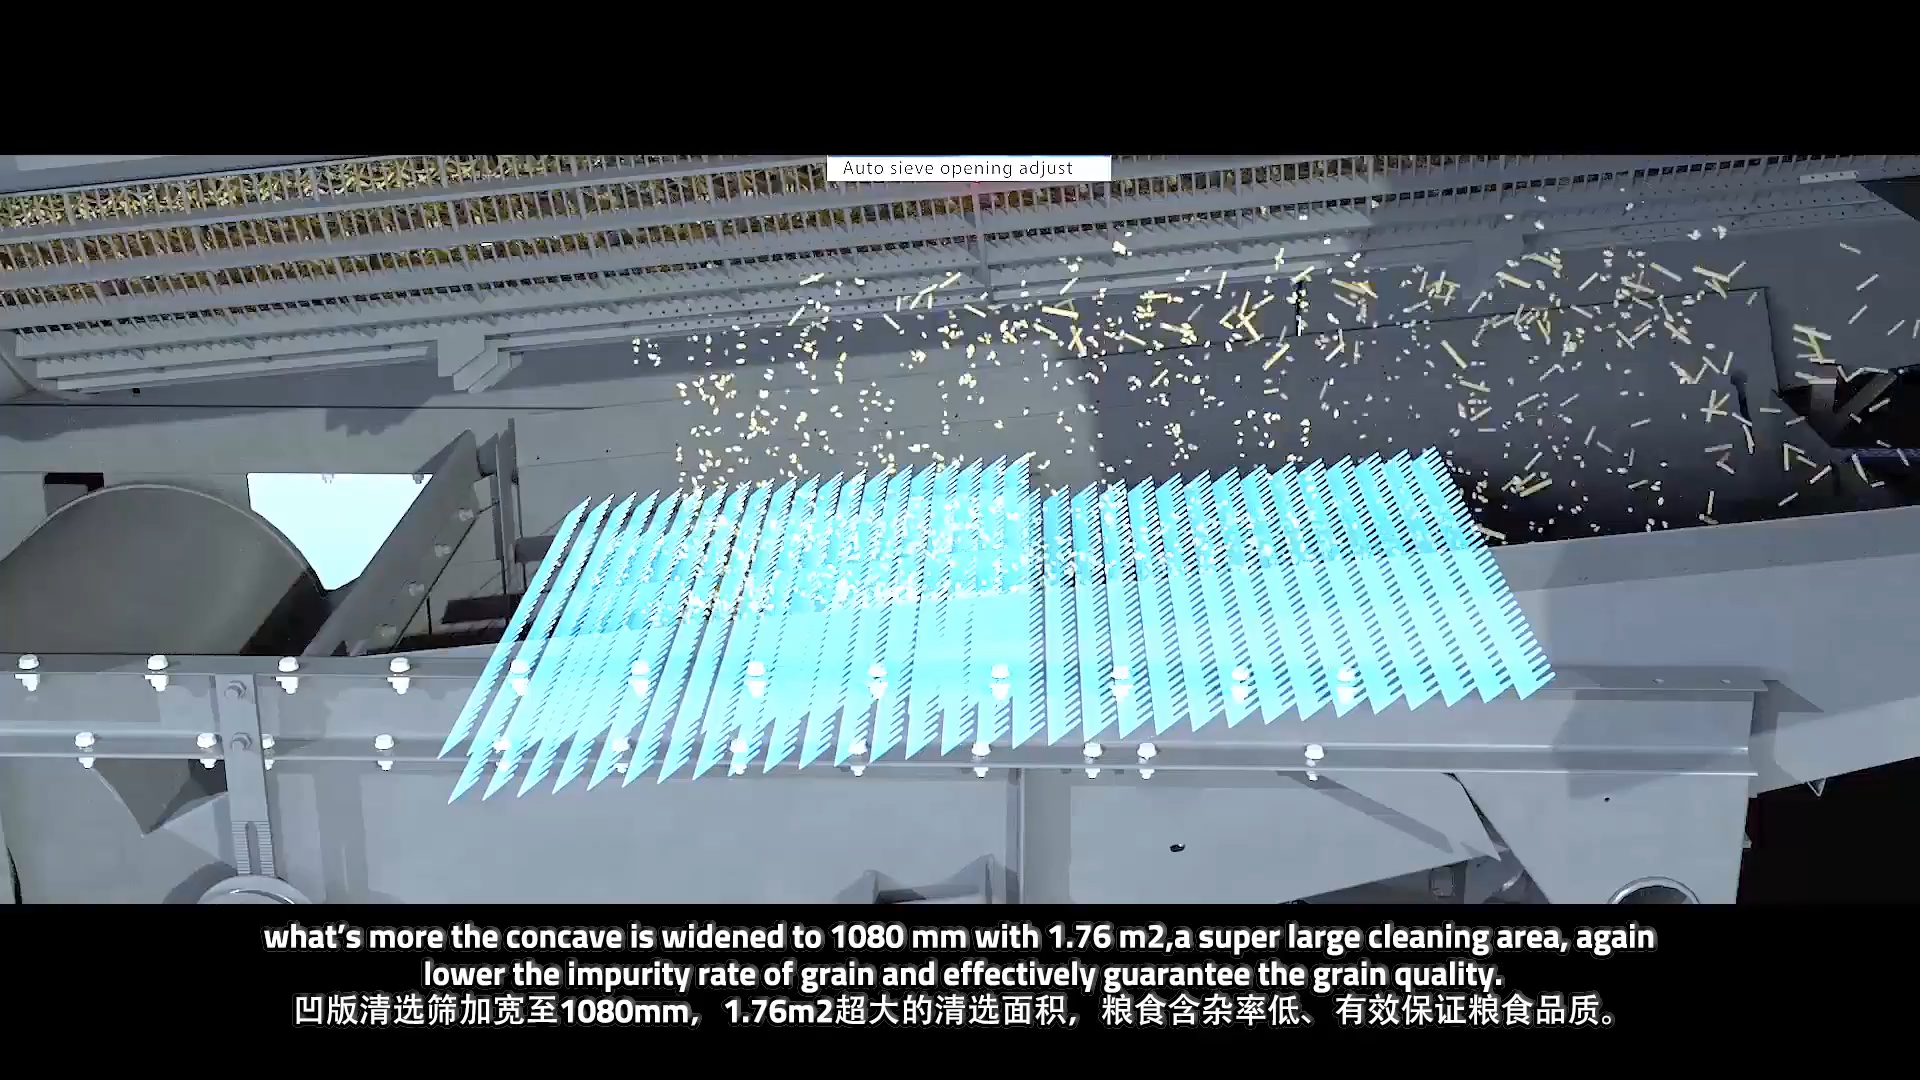 Auto sieve opening adjust
what's more the concave is widened to 1080 mm with 1.76 m2,a super large cleaning area, again
lower the impurity rate of grain and effectively guarantee the grain quality.
凹版清选筛加宽至1080mm，1.76m2超大的清选面积，粮食含杂率低、有效保证粮食品质。